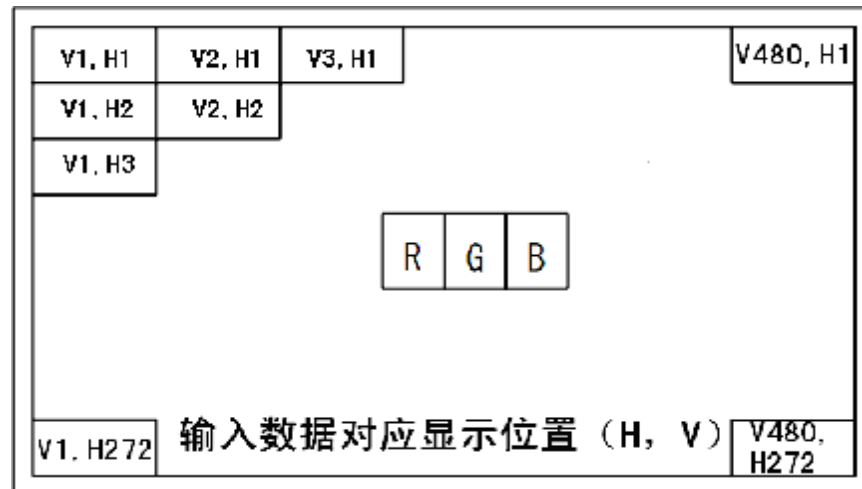 V1, H1 V2, H1 V3, H1 V480, H1
V1, H2 V2, H2
V1, H3
R G B
V1, H272 输入数据对应显示位置（H，V） V480,
H272